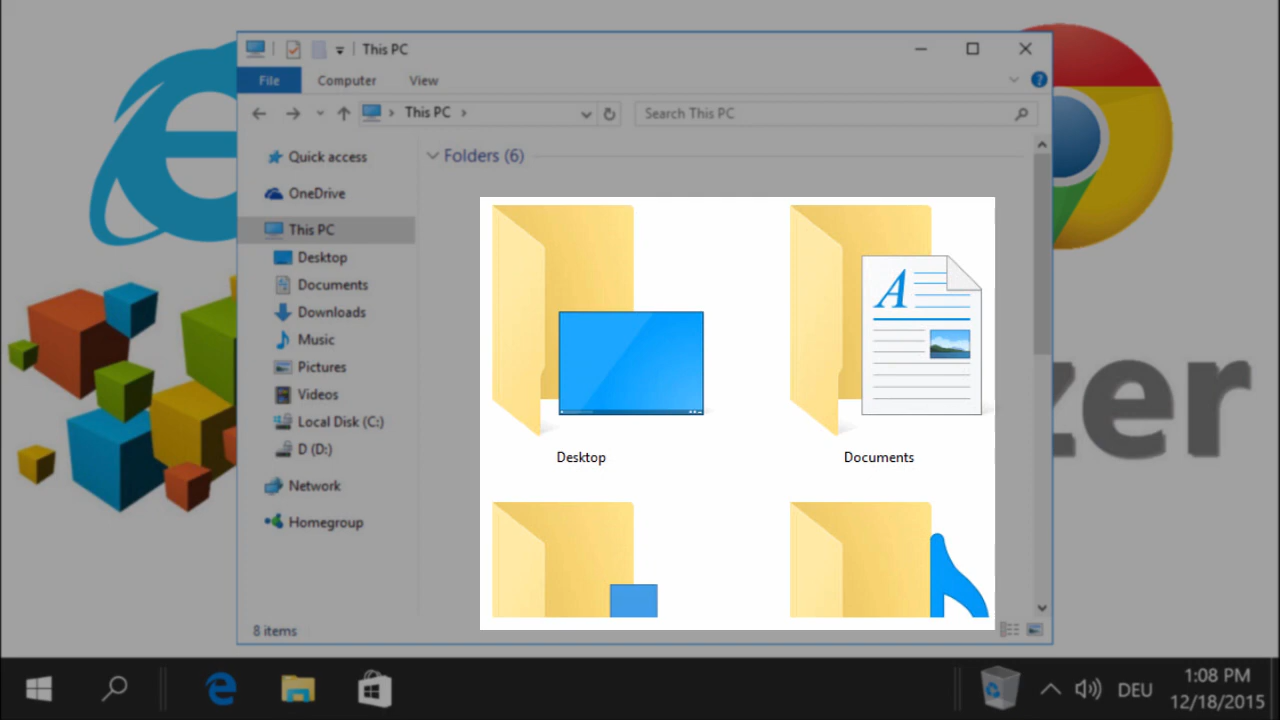 This PC
File Computer View
This PC
Search This PC
Quick access
OneDrive
This PC
Desktop
Documents
Downloads
Music
Pictures
Videos
Local Disk (C:)
D (D:)
Network
Homegroup
Folders (6)
A
Desktop
Documents
8 items
zer
DEU
1:08 PM
12/18/2015